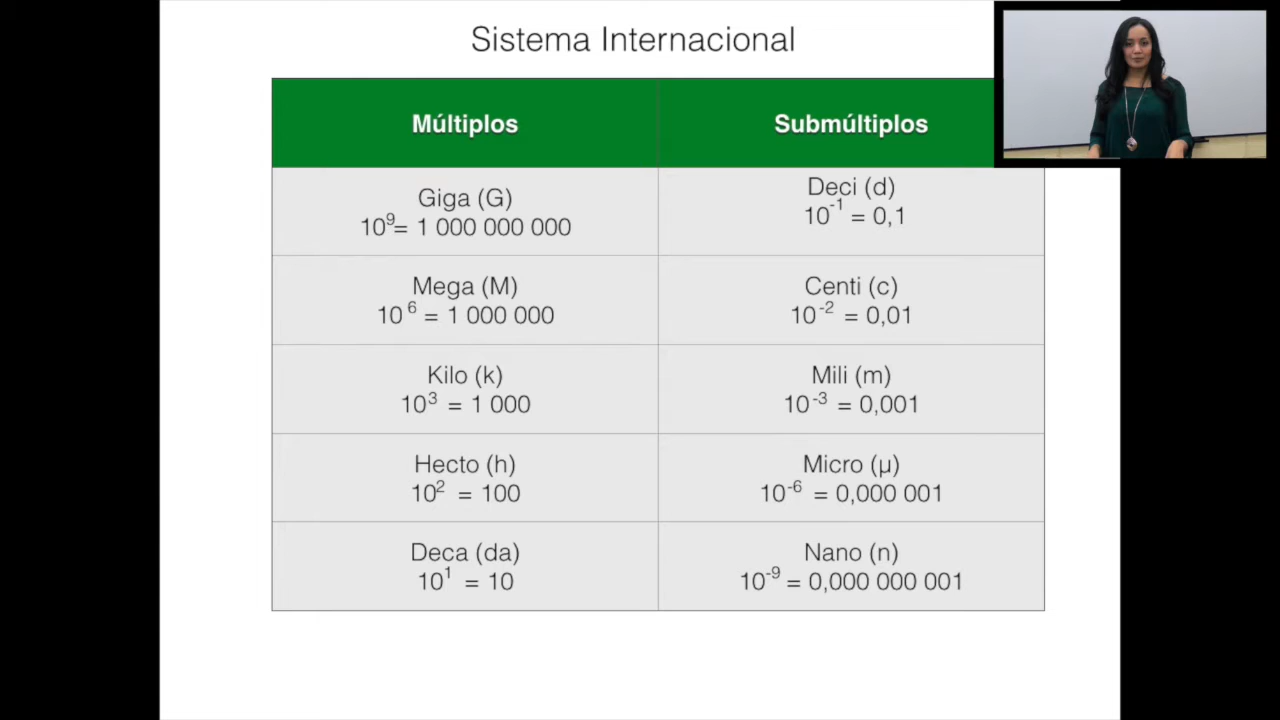 Sistema Internacional
Múltiplos
Submúltiplos
Giga (G)
10⁹= 1 000 000 000
Deci (d)
10⁻¹ = 0,1
Mega (M)
10⁶ = 1 000 000
Centi (c)
10⁻² = 0,01
Kilo (k)
10³ = 1 000
Mili (m)
10⁻³ = 0,001
Hecto (h)
10² = 100
Micro (µ)
10⁻⁶ = 0,000 001
Deca (da)
10¹ = 10
Nano (n)
10⁻⁹ = 0,000 000 001